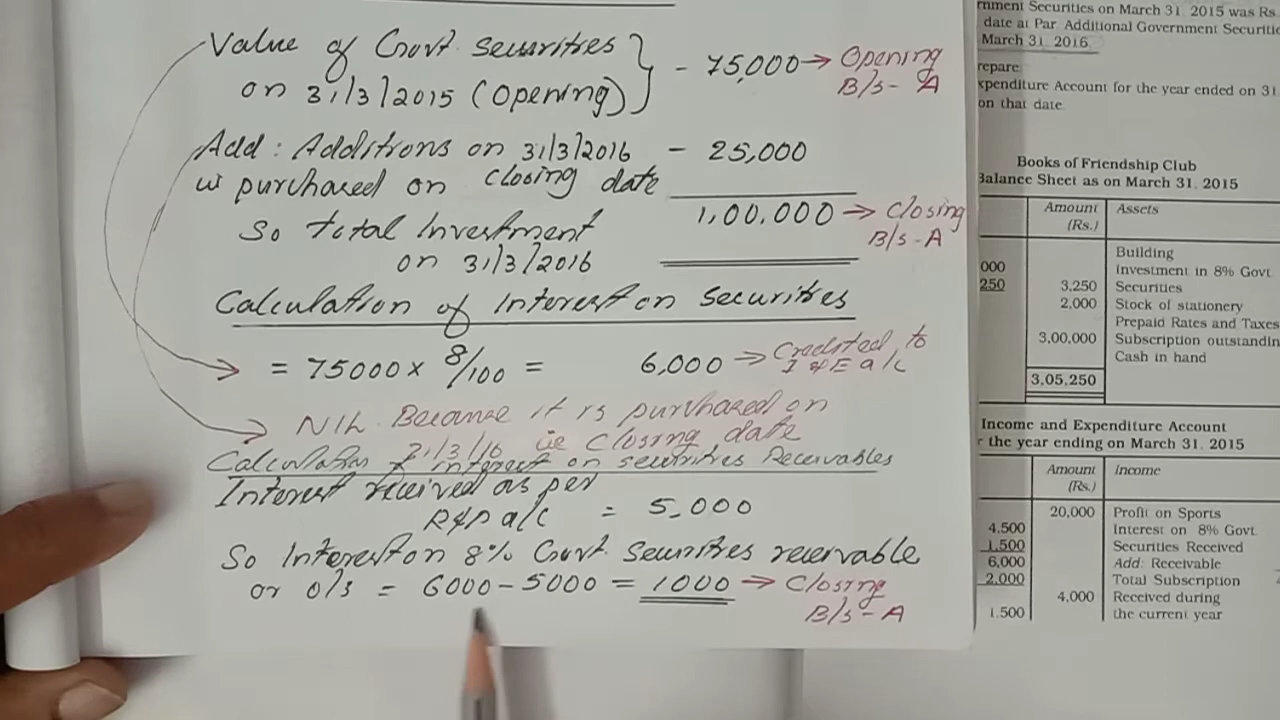 Value of Govt Securities
on 31/3/2015 (Opening) - 75,000 → Opening
B/s - A
Add : Additions on 31/3/2016 - 25,000
purchased on closing date
So total Investment 1,00,000 → Closing
on 31/3/2016 B/s - A
Calculation of Interest on securities
= 75000 x 8/100 = 6,000 → Credited to
I & E a/c
NIL Because it is purchased on
31/3/16 ie Closing date
Calculation of interest on securities Receivables
Interest received as per
R&P a/c = 5,000
So Interest on 8% Govt. Securities receivable
or o/s = 6000 - 5000 = 1000 → Closing
B/s - A
rnment Securities on March 31, 2015 was Rs
date at Par. Additional Government Securitie
March 31 2016.
repare
xpenditure Account for the year ended on 31
on that date.
Books of Friendship Club
Balance Sheet as on March 31, 2015
Amount Assets
(Rs.)
Building
000 Investment in 8% Govt
250 3,250 Securities
2,000 Stock of stationery
Prepaid Rates and Taxes
3,00,000 Subscription outstandin
Cash in hand
3,05,250
Income and Expenditure Account
r the year ending on March 31, 2015
Amount Income
(Rs.)
20,000 Profit on Sports
4,500 Interest on 8% Govt.
1,500 Securities Received
6,000 Add: Receivable
2,000 Total Subscription
4,000 Received during
1,500 the current year